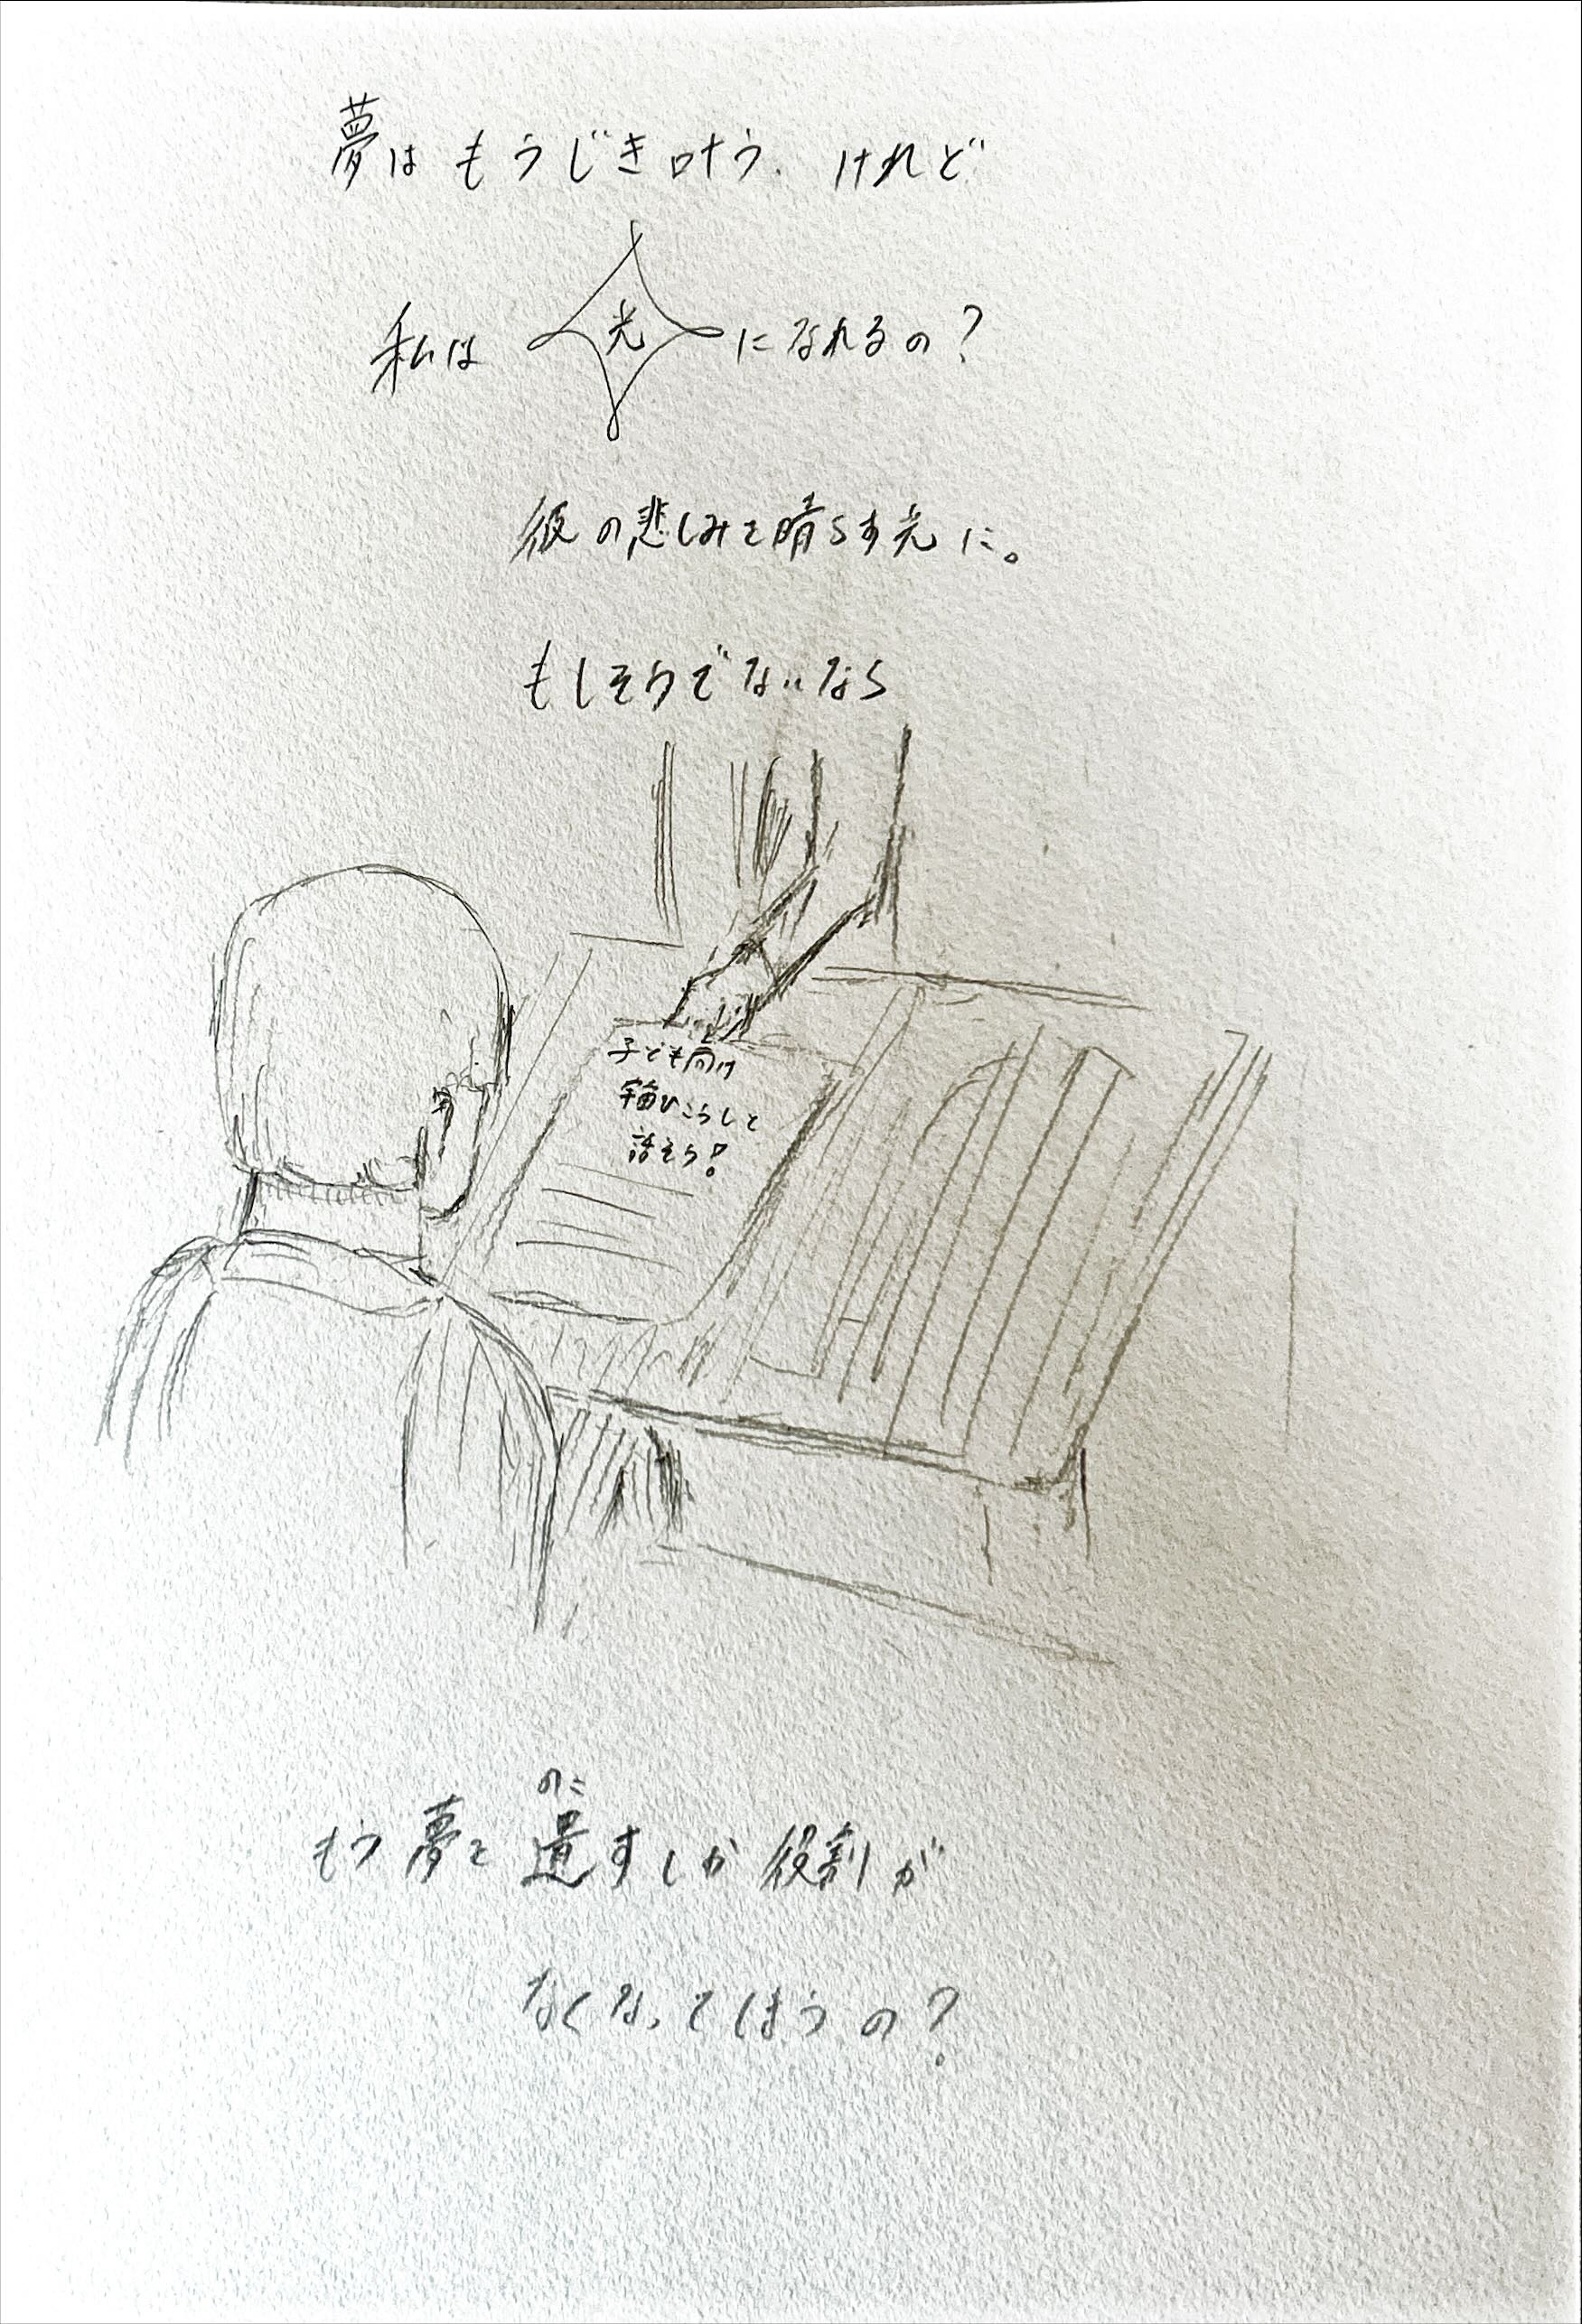 夢はもうじき叶う.けれど
私は光になれるの?
彼の悲しみを晴らす光に。
もしそうでないなら
子ども向け
宇宙ひこうしと
話そう!
のこ
もう夢を遺すしか役割が
なくなってしまうの?